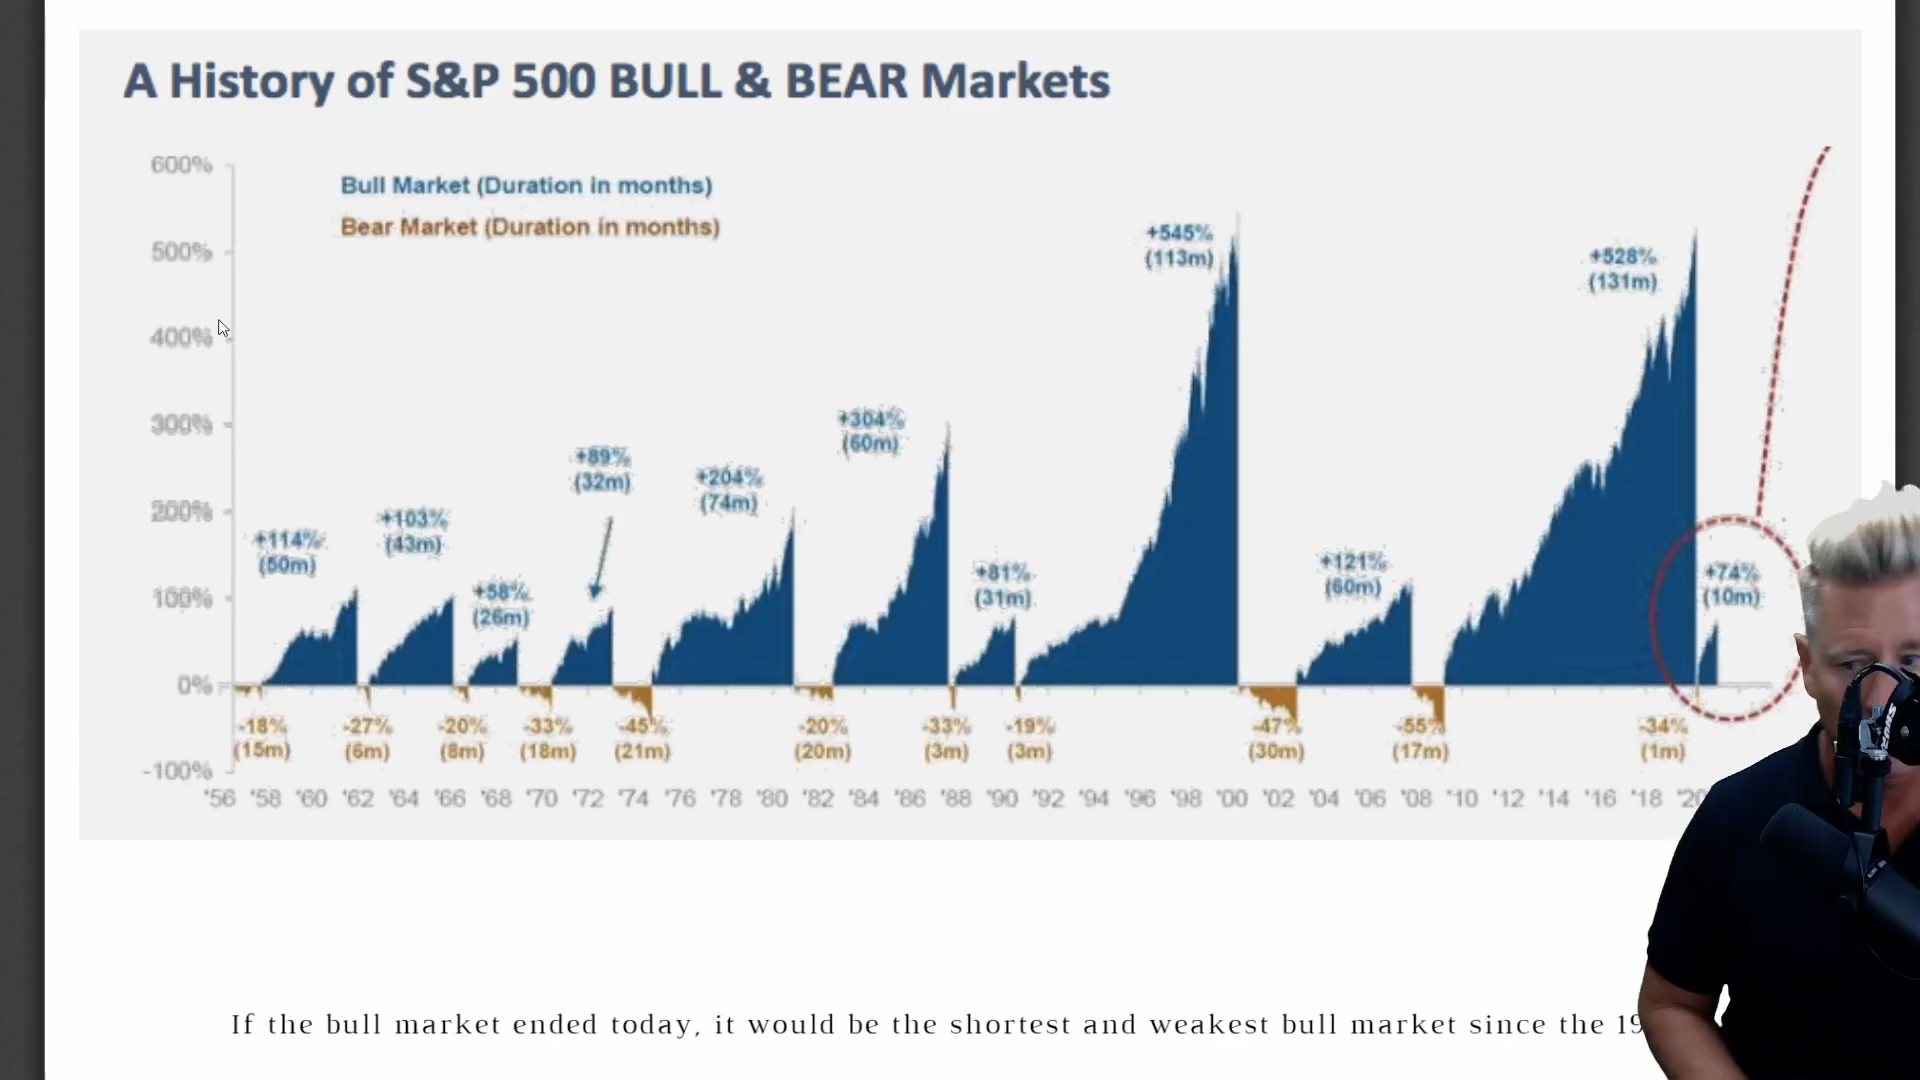 A History of S&P 500 BULL & BEAR Markets
600%
500%
400%
300%
200%
100%
0%
-100%
Bull Market (Duration in months)
Bear Market (Duration in months)
+114%
(50m)
+103%
(43m)
+58%
(26m)
+89%
(32m)
+204%
(74m)
+304%
(60m)
+81%
(31m)
+545%
(113m)
+121%
(60m)
+528%
(131m)
+74%
(10m)
-18%
(15m)
-27%
(6m)
-20%
(8m)
-33%
(18m)
-45%
(21m)
-20%
(20m)
-33%
(3m)
-19%
(3m)
-47%
(30m)
-55%
(17m)
-34%
(1m)
'56 '58 '60 '62 '64 '66 '68 '70 '72 '74 '76 '78 '80 '82 '84 '86 '88 '90 '92 '94 '96 '98 '00 '02 '04 '06 '08 '10 '12 '14 '16 '18 '20
If the bull market ended today, it would be the shortest and weakest bull market since the 19
SHURE